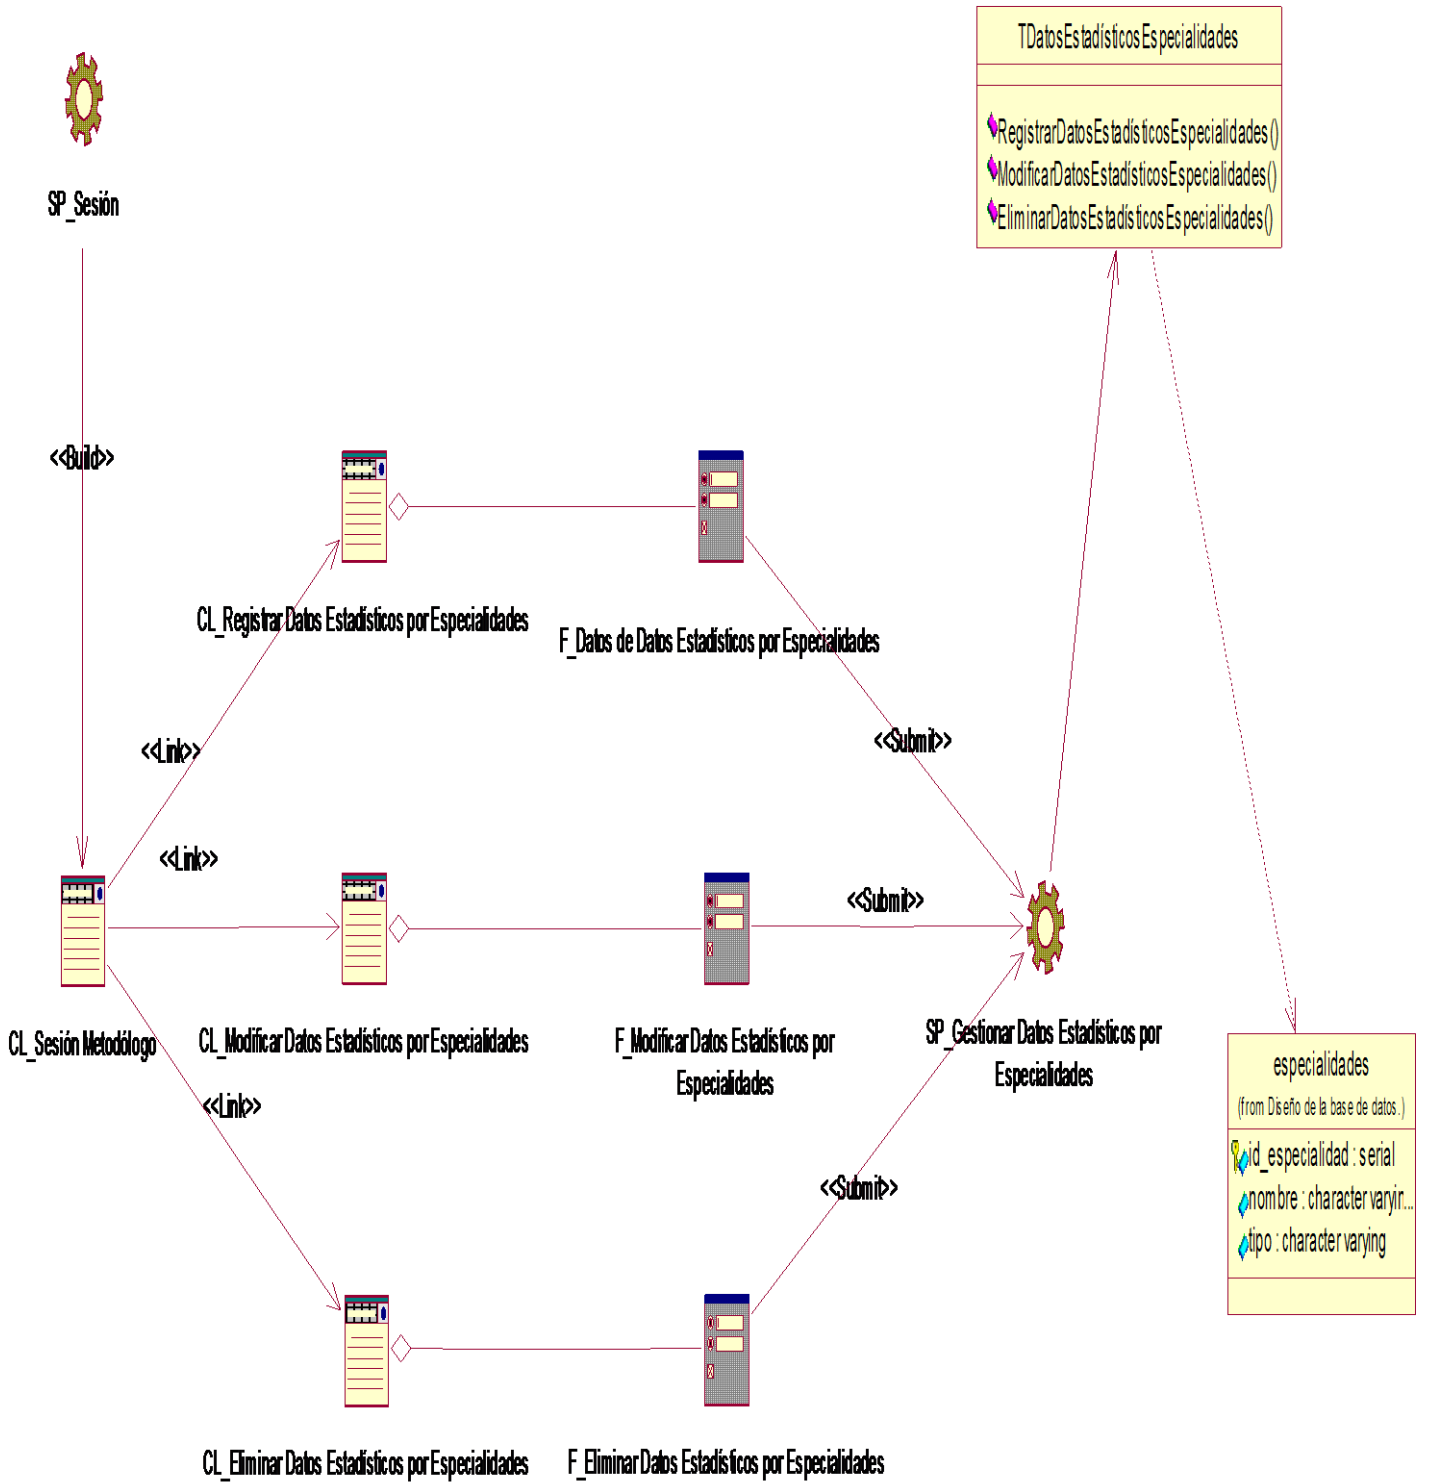 TDatosEstadísticosEspecialidades
RegistrarDatosEstadísticosEspecialidades()
ModificarDatosEstadísticosEspecialidades()
EliminarDatosEstadísticosEspecialidades()
SP_Sesión
<<Build>>
CL_Registrar Datos Estadísticos por Especialidades
F_Datos de Datos Estadísticos por Especialidades
<<Link>>
<<Submit>>
<<Link>>
<<Submit>>
CL_Sesión Metodólogo
CL_Modificar Datos Estadísticos por Especialidades
F_Modificar Datos Estadísticos por
Especialidades
SP_Gestionar Datos Estadísticos por
Especialidades
<<Link>>
<<Submit>>
especialidades
(from Diseño de la base de datos.)
id_especialidad : serial
nombre : character varyin...
tipo : character varying
CL_Eliminar Datos Estadísticos por Especialidades
F_Eliminar Datos Estadísticos por Especialidades